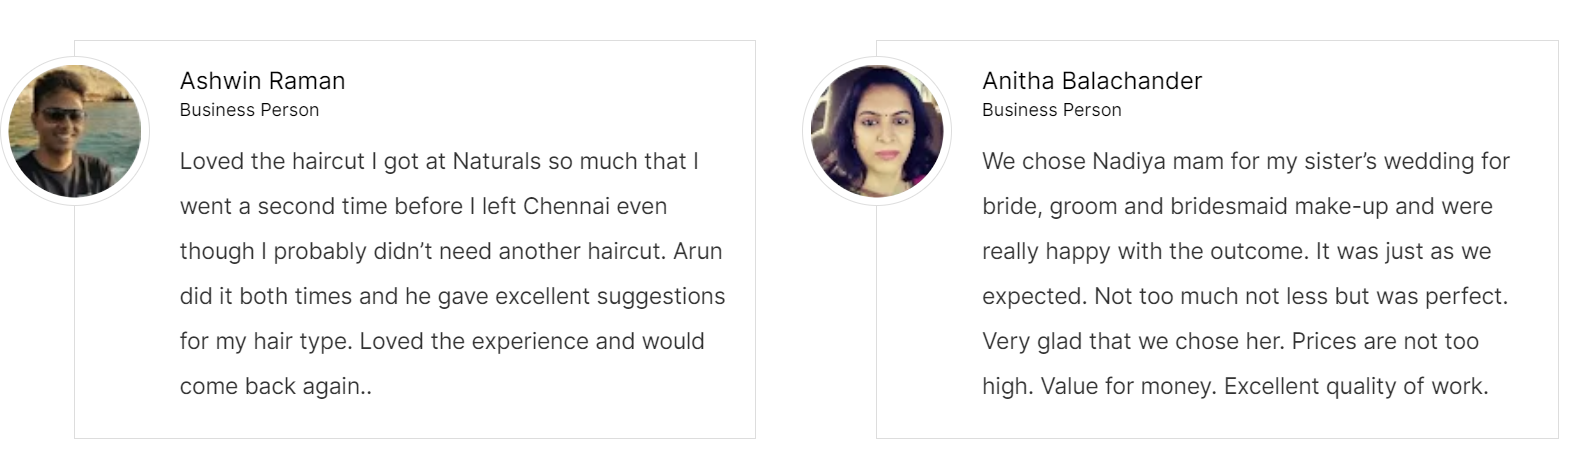 Ashwin Raman
Business Person
Loved the haircut I got at Naturals so much that I
went a second time before I left Chennai even
though I probably didn’t need another haircut. Arun
did it both times and he gave excellent suggestions
for my hair type. Loved the experience and would
come back again..
Anitha Balachander
Business Person
We chose Nadiya mam for my sister’s wedding for
bride, groom and bridesmaid make-up and were
really happy with the outcome. It was just as we
expected. Not too much not less but was perfect.
Very glad that we chose her. Prices are not too
high. Value for money. Excellent quality of work.